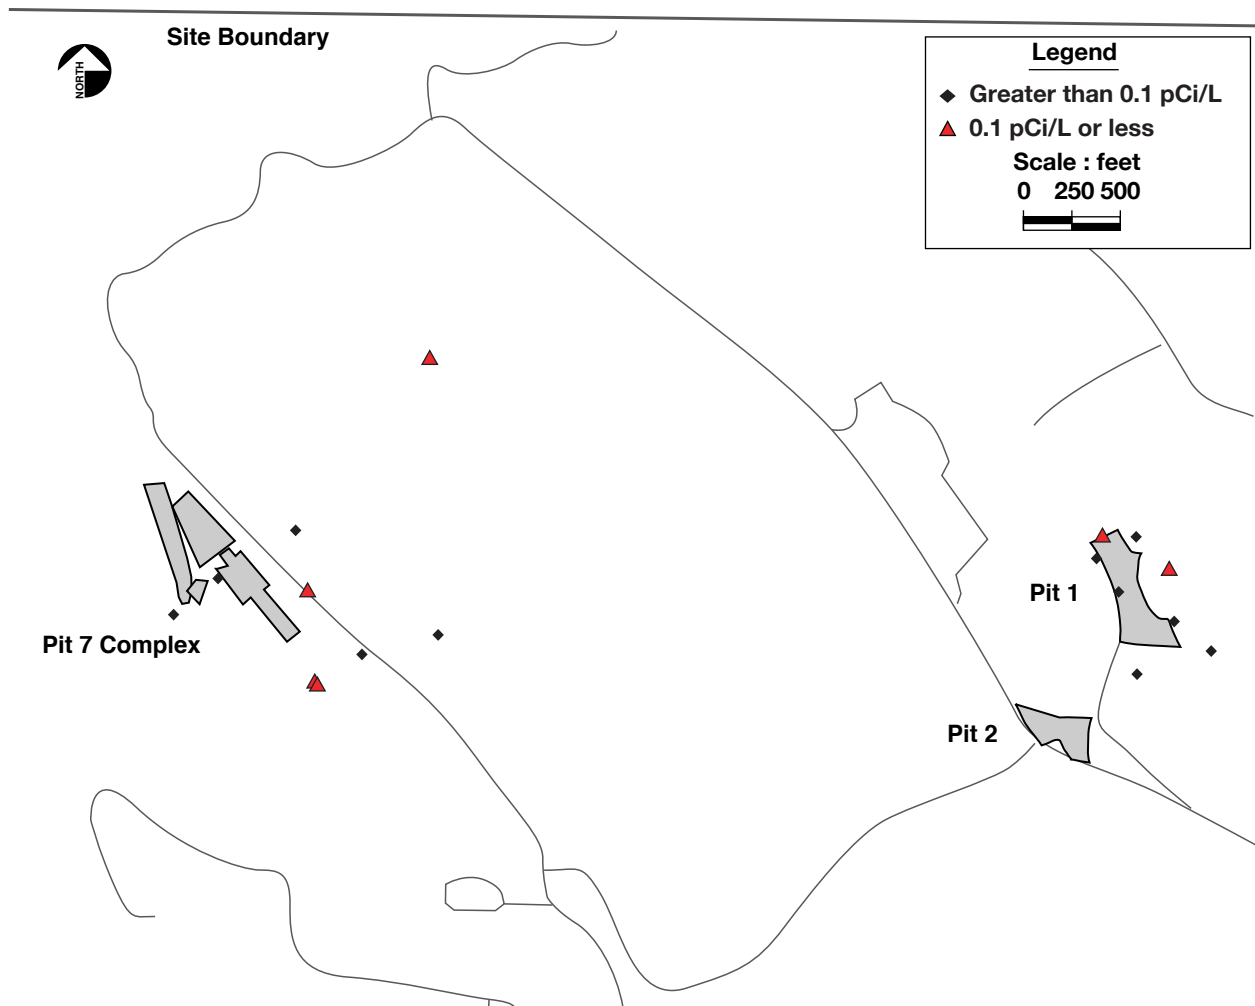 Site Boundary
NORTH
Legend
Greater than 0.1 pCi/L
0.1 pCi/L or less
Scale : feet
0 250 500
Pit 1
Pit 7 Complex
Pit 2